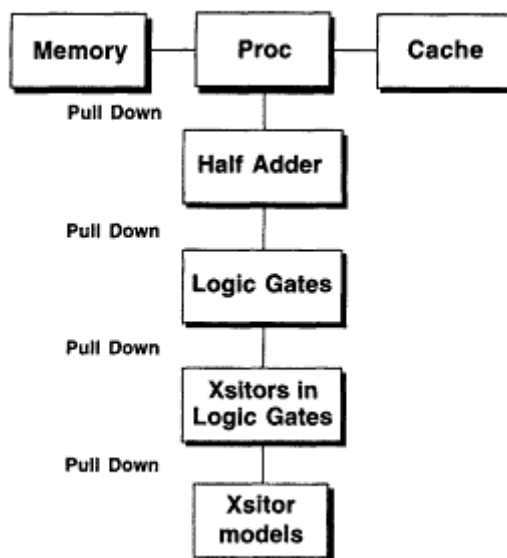 Memory
Proc
Cache
Pull Down
Half Adder
Pull Down
Logic Gates
Pull Down
Xsitors in
Logic Gates
Pull Down
Xsitor
models